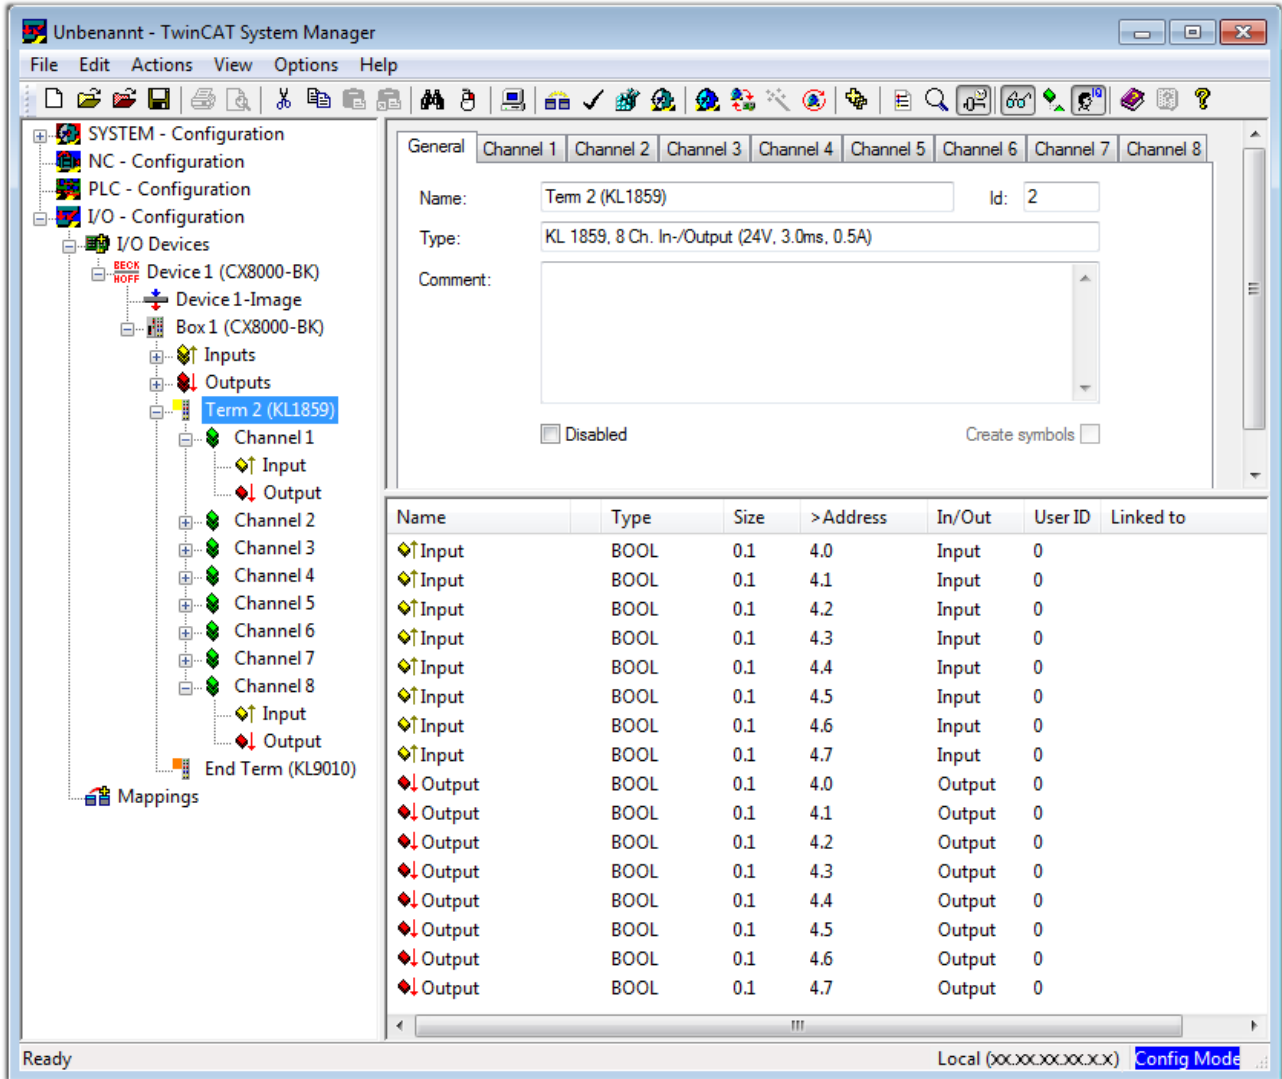 Unbenannt - TwinCAT System Manager
File Edit Actions View Options Help
SYSTEM - Configuration
NC - Configuration
PLC - Configuration
I/O - Configuration
I/O Devices
BECK
HOFF
Device 1 (CX8000-BK)
Device 1-Image
Box 1 (CX8000-BK)
Inputs
Outputs
Term 2 (KL1859)
Channel 1
Input
Output
Channel 2
Channel 3
Channel 4
Channel 5
Channel 6
Channel 7
Channel 8
Input
Output
End Term (KL9010)
Mappings
General Channel 1 Channel 2 Channel 3 Channel 4 Channel 5 Channel 6 Channel 7 Channel 8
Name: Term 2 (KL1859) Id: 2
Type: KL 1859, 8 Ch. In-/Output (24V, 3.0ms, 0.5A)
Comment:
Disabled Create symbols
Name Type Size >Address In/Out User ID Linked to
Input BOOL 0.1 4.0 Input 0
Input BOOL 0.1 4.1 Input 0
Input BOOL 0.1 4.2 Input 0
Input BOOL 0.1 4.3 Input 0
Input BOOL 0.1 4.4 Input 0
Input BOOL 0.1 4.5 Input 0
Input BOOL 0.1 4.6 Input 0
Input BOOL 0.1 4.7 Input 0
Output BOOL 0.1 4.0 Output 0
Output BOOL 0.1 4.1 Output 0
Output BOOL 0.1 4.2 Output 0
Output BOOL 0.1 4.3 Output 0
Output BOOL 0.1 4.4 Output 0
Output BOOL 0.1 4.5 Output 0
Output BOOL 0.1 4.6 Output 0
Output BOOL 0.1 4.7 Output 0
Ready Local (xx.xx.xx.xx.x.x) Config Mode